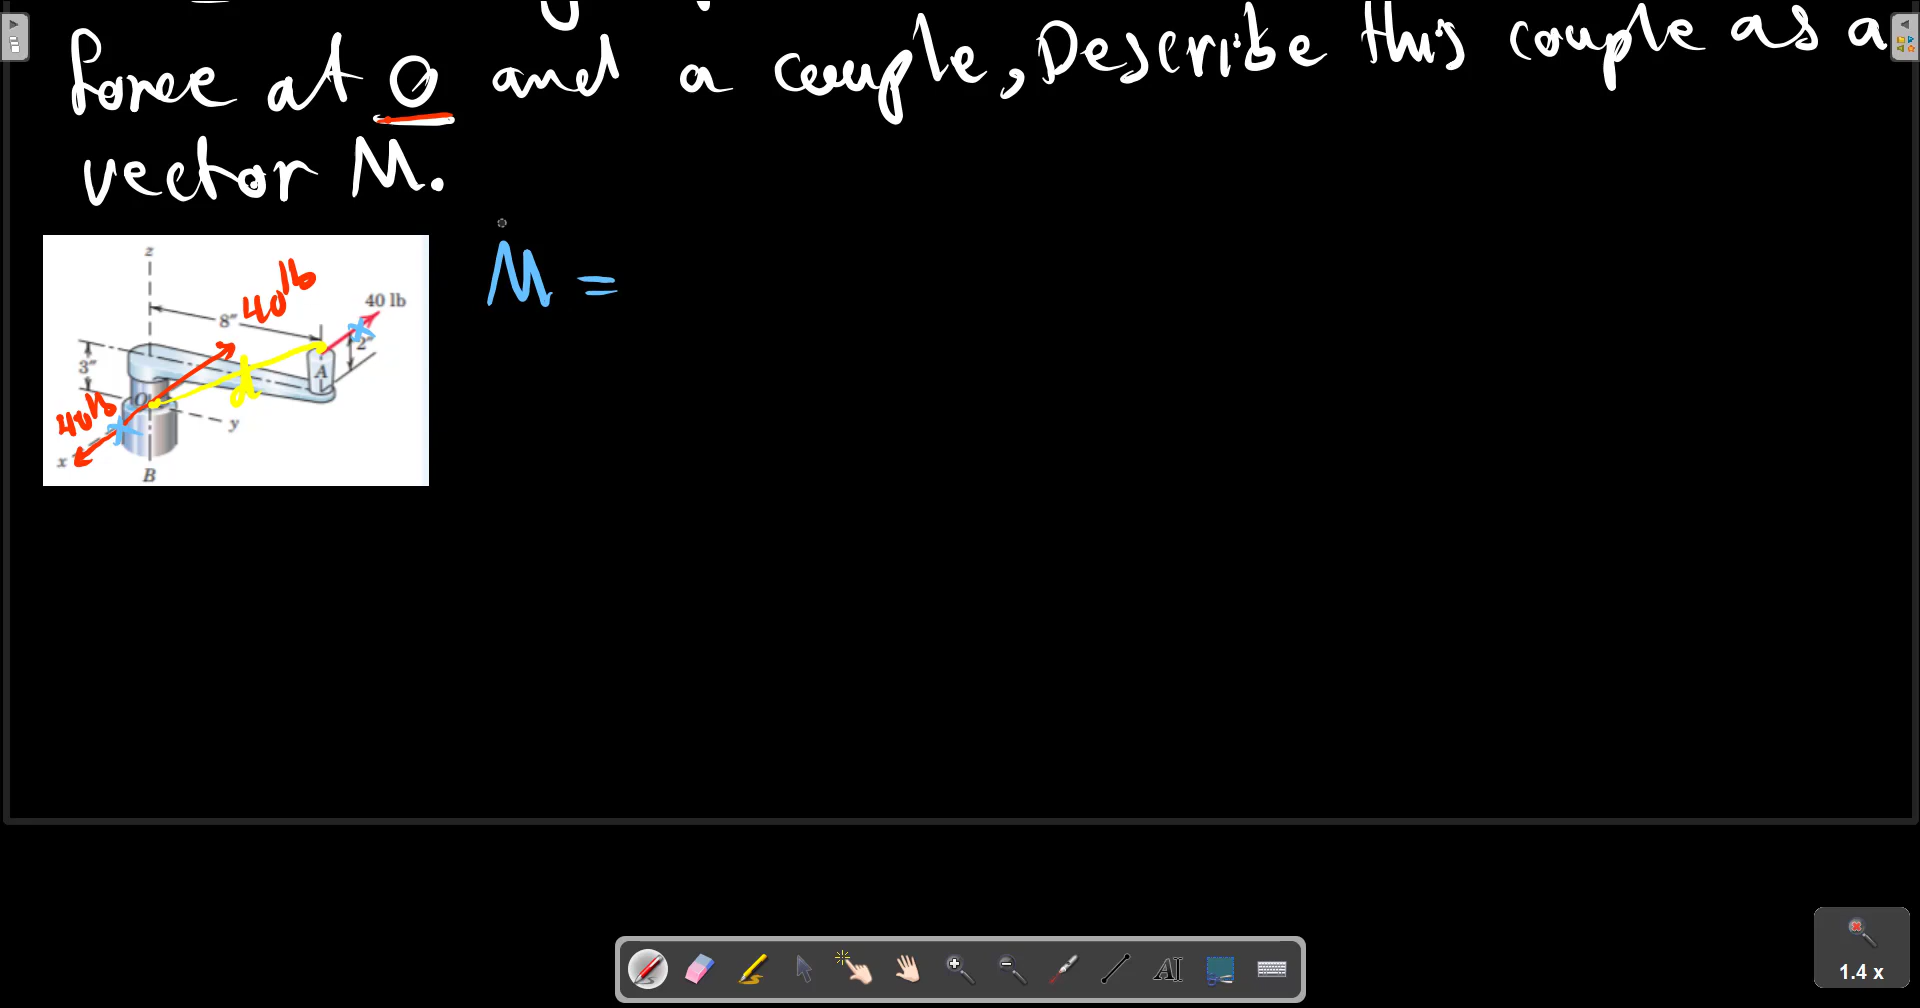 force at O and a couple, Describe this couple as a
vector M.
M =
z
40 lb
40 lb
8"
2"
3"
A
O
d
40 lb
y
x
B
AI
1.4 x